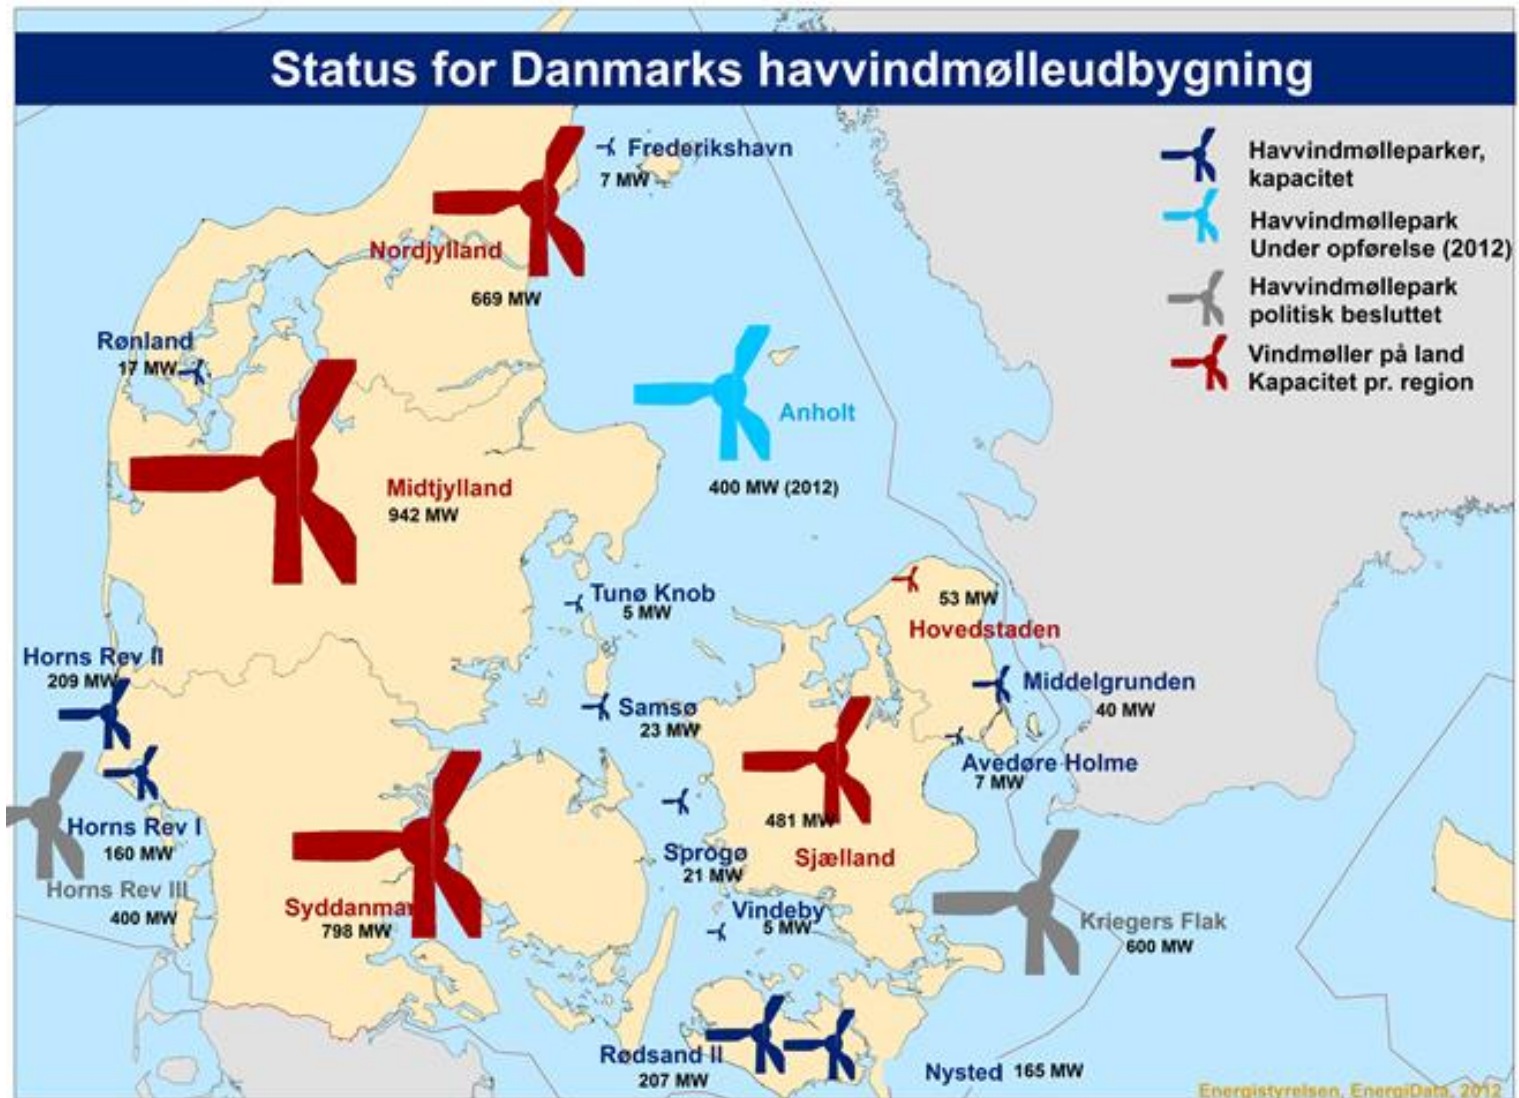 Status for Danmarks havvindmølleudbygning
Frederikshavn
7 MW
Havvindmølleparker,
kapacitet
Havvindmøllepark
Under opførelse (2012)
Havvindmøllepark
politisk besluttet
Vindmøller på land
Kapacitet pr. region
Nordjylland
669 MW
Rønland
17 MW
Anholt
400 MW (2012)
Midtjylland
942 MW
Tunø Knob
5 MW
53 MW
Hovedstaden
Horns Rev II
209 MW
Middelgrunden
40 MW
Samsø
23 MW
Avedøre Holme
7 MW
Horns Rev I
160 MW
481 MW
Sjælland
Sprogø
21 MW
Horns Rev III
400 MW
Syddanmar
798 MW
Vindeby
5 MW
Kriegers Flak
600 MW
Rødsand II
207 MW
Nysted 165 MW
Energistyrelsen, EnergiData, 2012